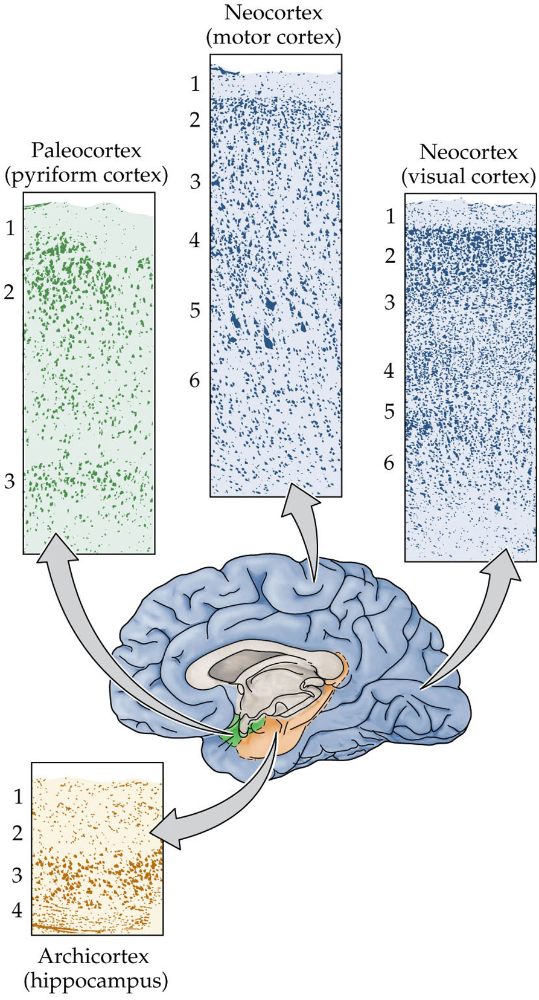 Neocortex
(motor cortex)
1
2
3
4
5
6
Paleocortex
(pyriform cortex)
1
2
3
Neocortex
(visual cortex)
1
2
3
4
5
6
1
2
3
4
Archicortex
(hippocampus)